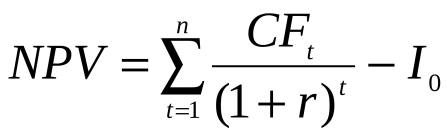 NPV = \sum_{t=1}^{n} \frac{CF_t}{(1+r)^t} - I_0